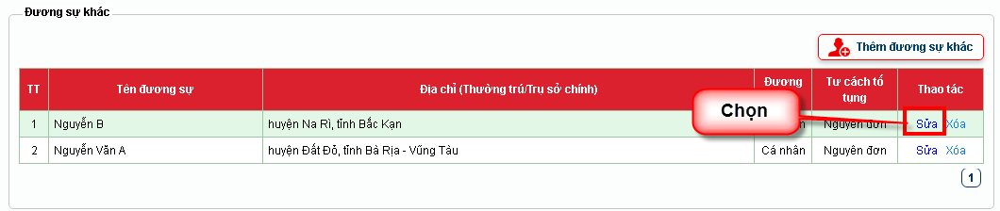 Đương sự khác
Thêm đương sự khác
TT Tên đương sự Địa chỉ (Thường trú/Trụ sở chính) Đương Tư cách tố tụng Thao tác
Chọn
1 Nguyễn B huyện Na Rì, tỉnh Bắc Kạn Nguyên đơn Sửa Xóa
2 Nguyễn Văn A huyện Đất Đỏ, tỉnh Bà Rịa - Vũng Tàu Cá nhân Nguyên đơn Sửa Xóa
1